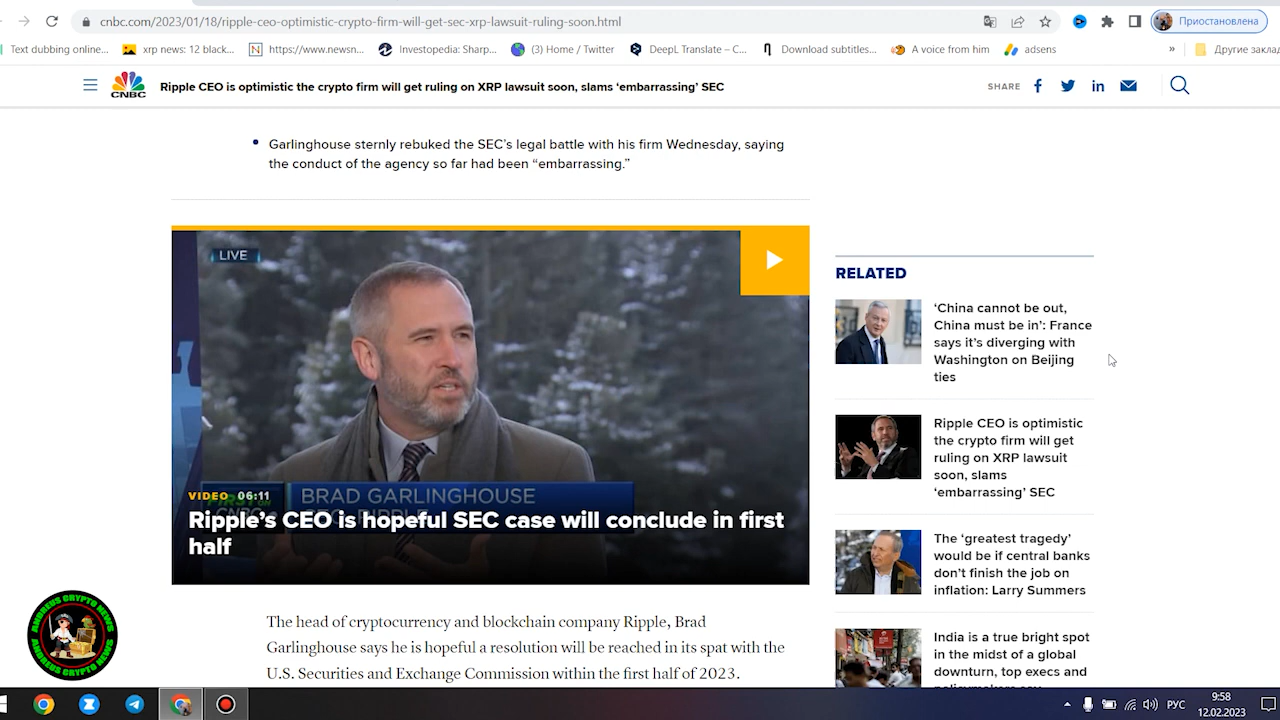 cnbc.com/2023/01/18/ripple-ceo-optimistic-crypto-firm-will-get-sec-xrp-lawsuit-ruling-soon.html
Приостановлена
Text dubbing online...
xrp news: 12 black...
https://www.newsn...
Investopedia: Sharp...
(3) Home / Twitter
DeepL Translate – C...
Download subtitles...
A voice from him
adsens
»
Другие закла
CNBC
Ripple CEO is optimistic the crypto firm will get ruling on XRP lawsuit soon, slams ‘embarrassing’ SEC
SHARE
• Garlinghouse sternly rebuked the SEC’s legal battle with his firm Wednesday, saying
the conduct of the agency so far had been “embarrassing.”
LIVE
BRAD GARLINGHOUSE
VIDEO 06:11
Ripple’s CEO is hopeful SEC case will conclude in first
half
The head of cryptocurrency and blockchain company Ripple, Brad
Garlinghouse says he is hopeful a resolution will be reached in its spat with the
U.S. Securities and Exchange Commission within the first half of 2023.
RELATED
‘China cannot be out,
China must be in’: France
says it’s diverging with
Washington on Beijing
ties
Ripple CEO is optimistic
the crypto firm will get
ruling on XRP lawsuit
soon, slams
‘embarrassing’ SEC
The ‘greatest tragedy’
would be if central banks
don’t finish the job on
inflation: Larry Summers
India is a true bright spot
in the midst of a global
downturn, top execs and
ANDREUS CRYPTO NEWS
ANDREUS CRYPTO NEWS
РУС
9:58
12.02.2023